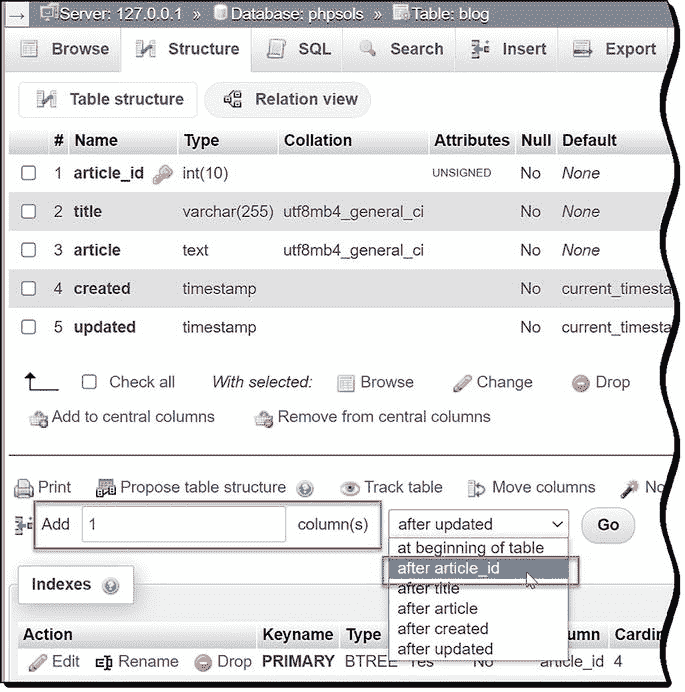 Server: 127.0.0.1 » Database: phpsols » Table: blog
Browse Structure SQL Search Insert Export
Table structure Relation view
# Name Type Collation Attributes Null Default
1 article_id int(10) UNSIGNED No None
2 title varchar(255) utf8mb4_general_ci No None
3 article text utf8mb4_general_ci No None
4 created timestamp No current_timesta
5 updated timestamp No current_timesta
Check all With selected: Browse Change Drop
Add to central columns Remove from central columns
Print Propose table structure Track table Move columns No
Add 1 column(s) after updated Go
at beginning of table
after article_id
after title
after article
after created
after updated
Indexes
Action Keyname Type umn Cardin
Edit Rename Drop PRIMARY BTREE Yes No article_id 4